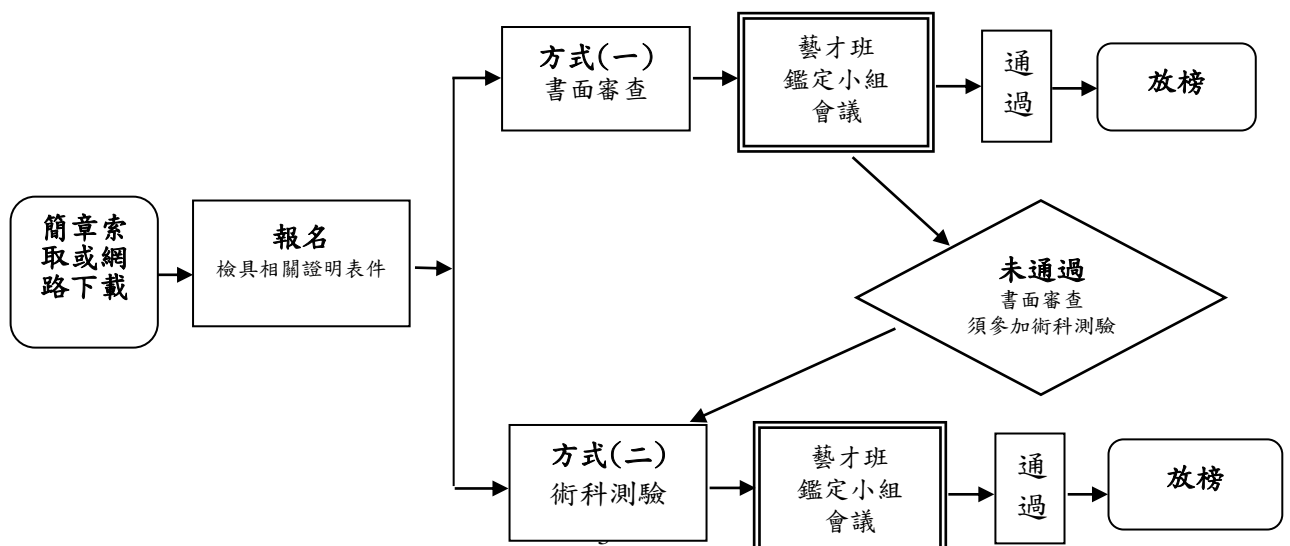 簡章索
取或網
路下載
報名
檢具相關證明表件
方式(一)
書面審查
藝才班
鑑定小組
會議
通
過
放榜
未通過
書面審查
須參加術科測驗
方式(二)
術科測驗
藝才班
鑑定小組
會議
通
過
放榜